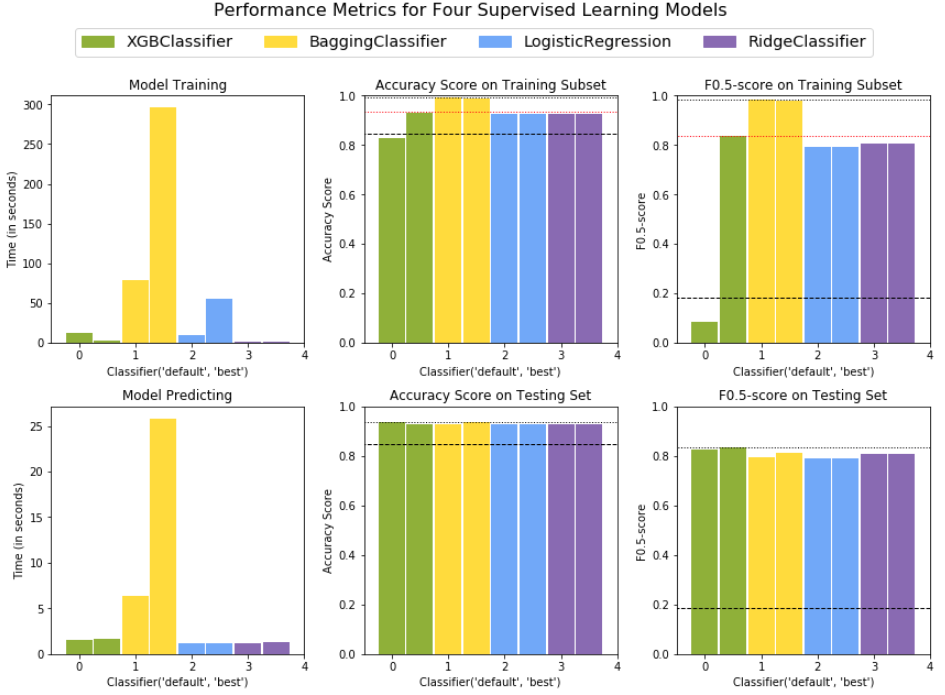 Performance Metrics for Four Supervised Learning Models
XGBClassifier BaggingClassifier LogisticRegression RidgeClassifier
Model Training
Time (in seconds)
300
250
200
150
100
50
0
0 1 2 3 4
Classifier('default', 'best')
Accuracy Score on Training Subset
Accuracy Score
1.0
0.8
0.6
0.4
0.2
0.0
0 1 2 3 4
Classifier('default', 'best')
F0.5-score on Training Subset
F0.5-score
1.0
0.8
0.6
0.4
0.2
0.0
0 1 2 3 4
Classifier('default', 'best')
Model Predicting
Time (in seconds)
25
20
15
10
5
0
0 1 2 3 4
Classifier('default', 'best')
Accuracy Score on Testing Set
Accuracy Score
1.0
0.8
0.6
0.4
0.2
0.0
0 1 2 3 4
Classifier('default', 'best')
F0.5-score on Testing Set
F0.5-score
1.0
0.8
0.6
0.4
0.2
0.0
0 1 2 3 4
Classifier('default', 'best')